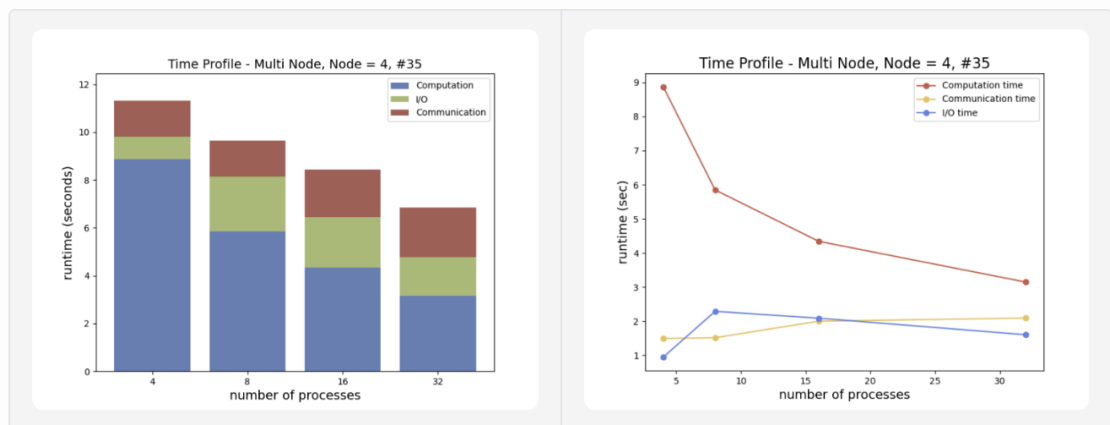 Time Profile - Multi Node, Node = 4, #35
12
10
8
6
4
2
0
runtime (seconds)
Computation
I/O
Communication
4
8
16
32
number of processes
Time Profile - Multi Node, Node = 4, #35
9
8
7
6
5
4
3
2
1
runtime (sec)
Computation time
Communication time
I/O time
5
10
15
20
25
30
number of processes